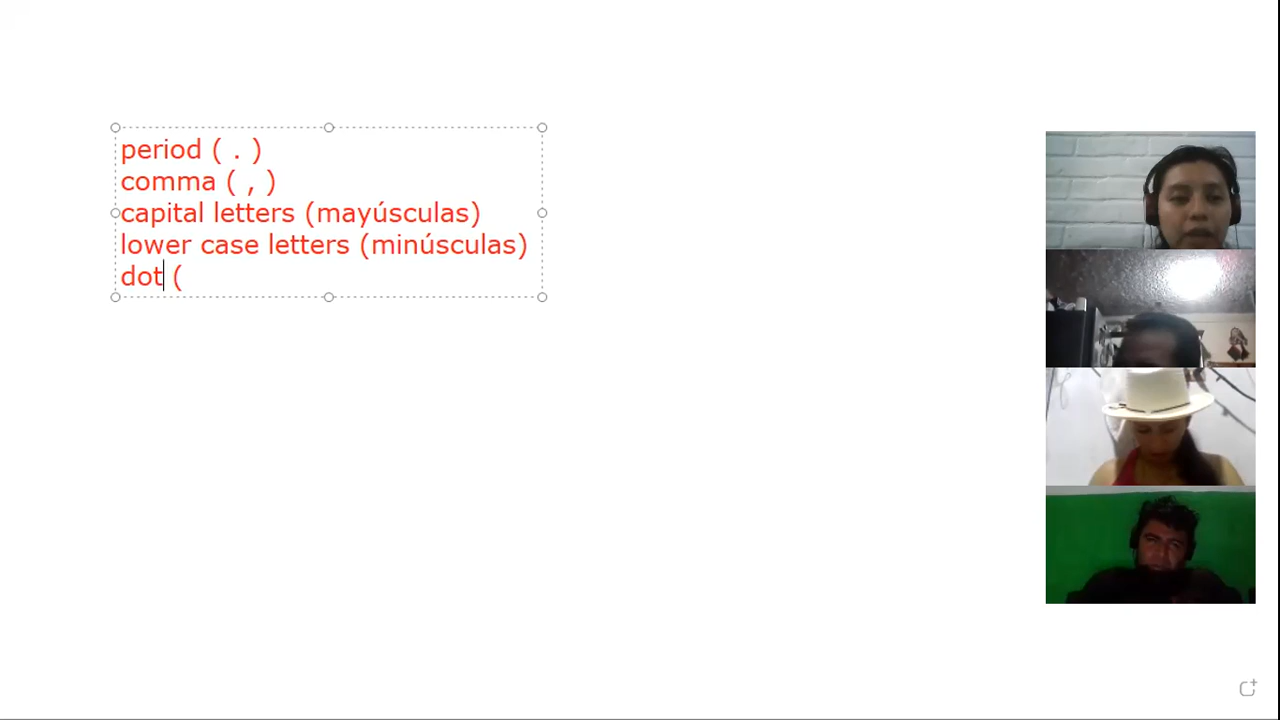 period ( . )
comma ( , )
capital letters (mayúsculas)
lower case letters (minúsculas)
dot (